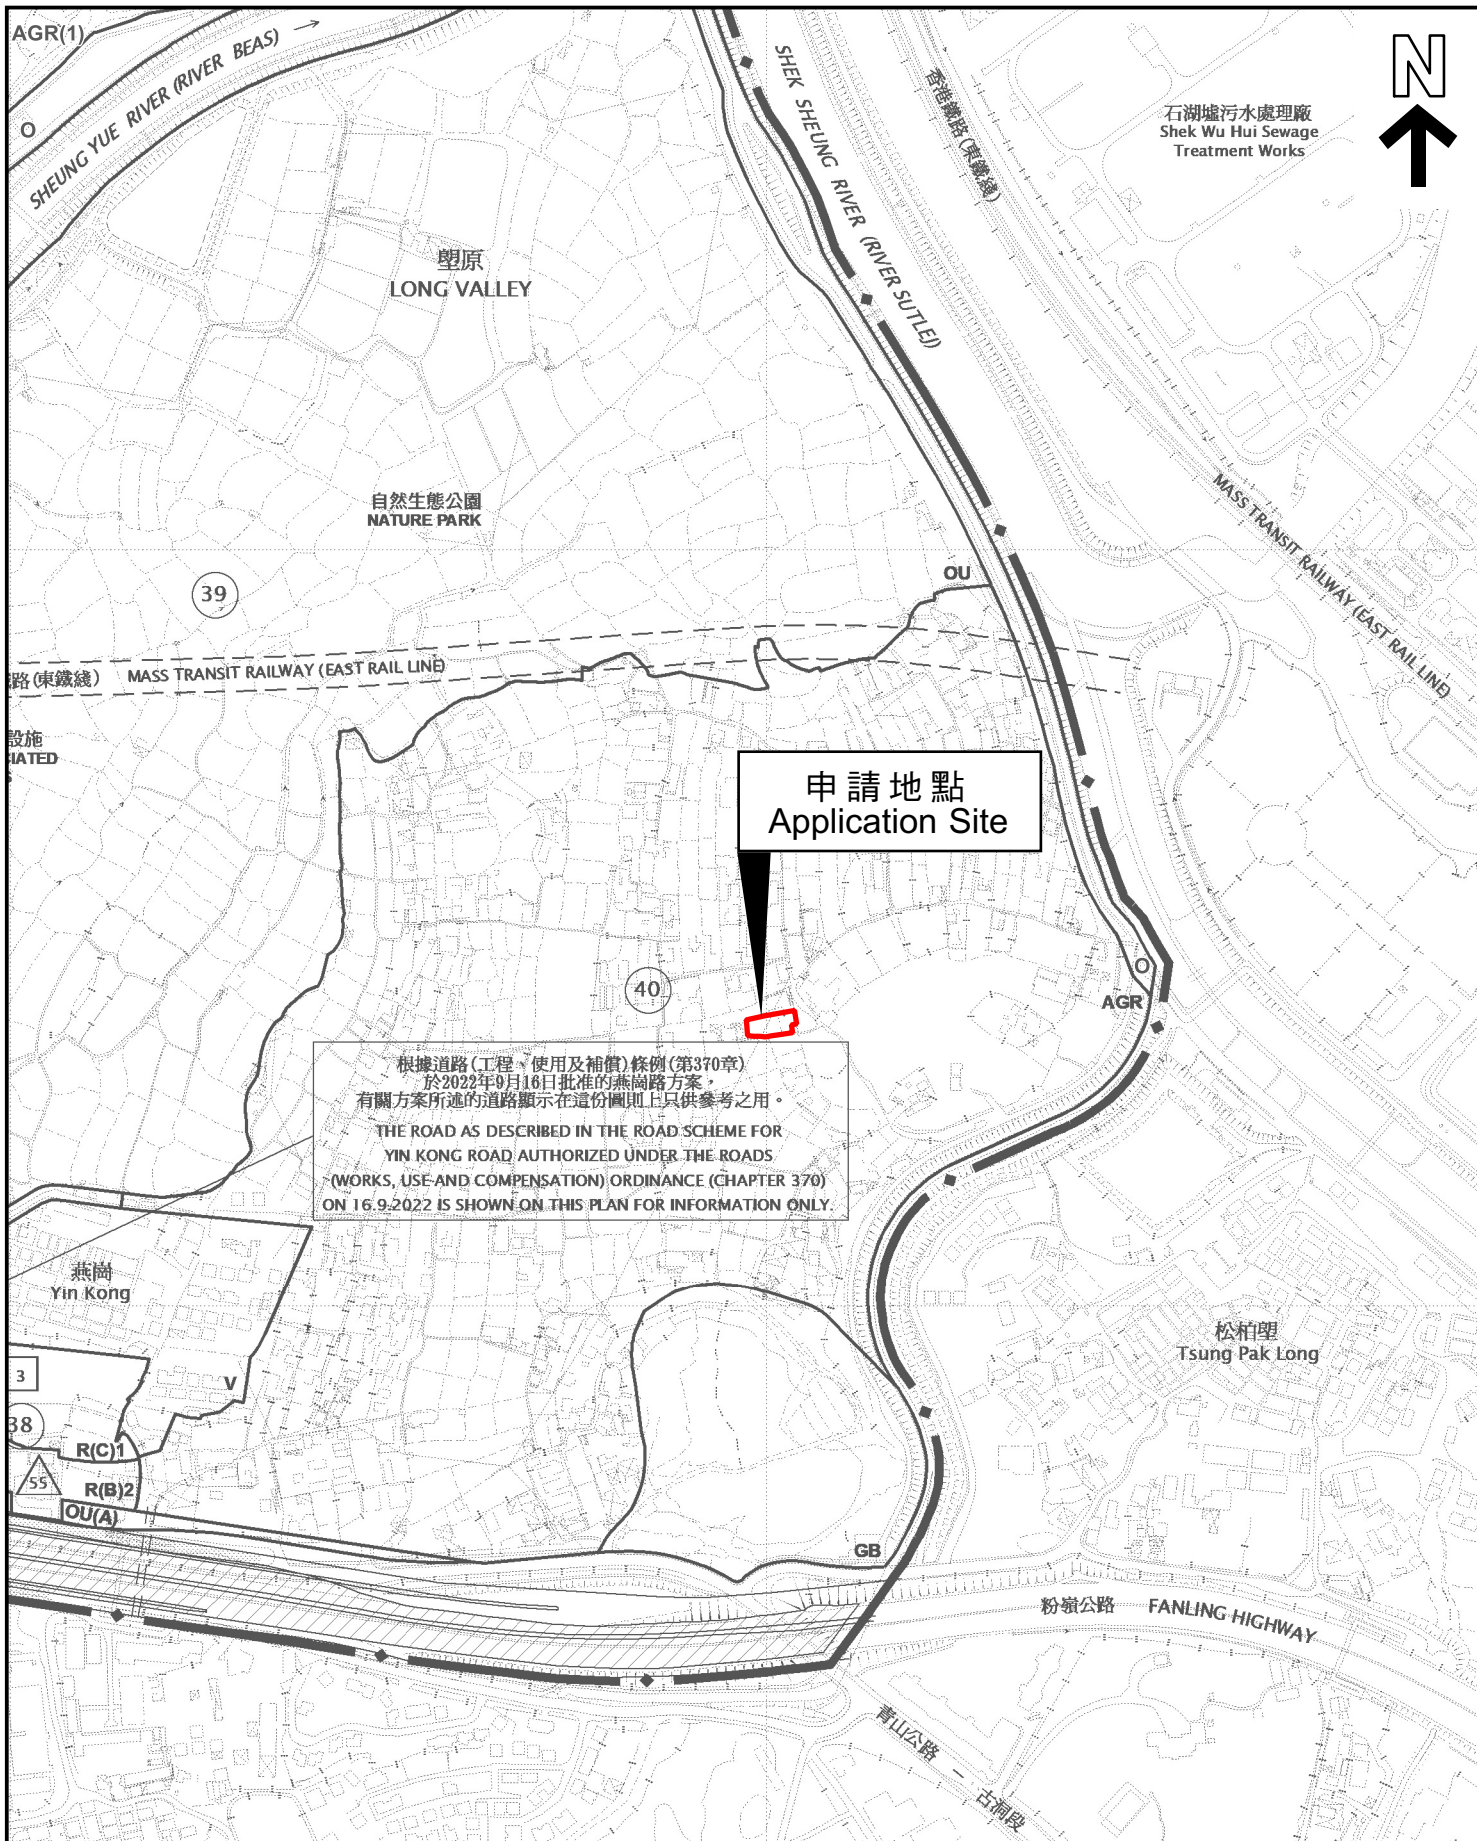 AGR(1)
SHEUNG YUE RIVER (RIVER BEAS)
O
SHEK SHEUNG RIVER (RIVER SUTLEJ)
香港鐵路(東鐵綫)
石湖墟污水處理廠
Shek Wu Hui Sewage
Treatment Works
N
塱原
LONG VALLEY
自然生態公園
NATURE PARK
39
OU
MASS TRANSIT RAILWAY (EAST RAIL LINE)
路(東鐵綫)
MASS TRANSIT RAILWAY (EAST RAIL LINE)
設施
CIATED
S
申請地點
Application Site
40
O
AGR
根據道路(工程、使用及補償)條例(第370章)
於2022年9月16日批准的燕崗路方案，
有關方案所述的道路顯示在這份圖則上只供參考之用。
THE ROAD AS DESCRIBED IN THE ROAD SCHEME FOR
YIN KONG ROAD AUTHORIZED UNDER THE ROADS
(WORKS, USE AND COMPENSATION) ORDINANCE (CHAPTER 370)
ON 16.9.2022 IS SHOWN ON THIS PLAN FOR INFORMATION ONLY.
燕崗
Yin Kong
松柏塱
Tsung Pak Long
3
V
38
R(C)1
55
R(B)2
OU(A)
GB
粉嶺公路
FANLING HIGHWAY
青山公路 - 古洞段